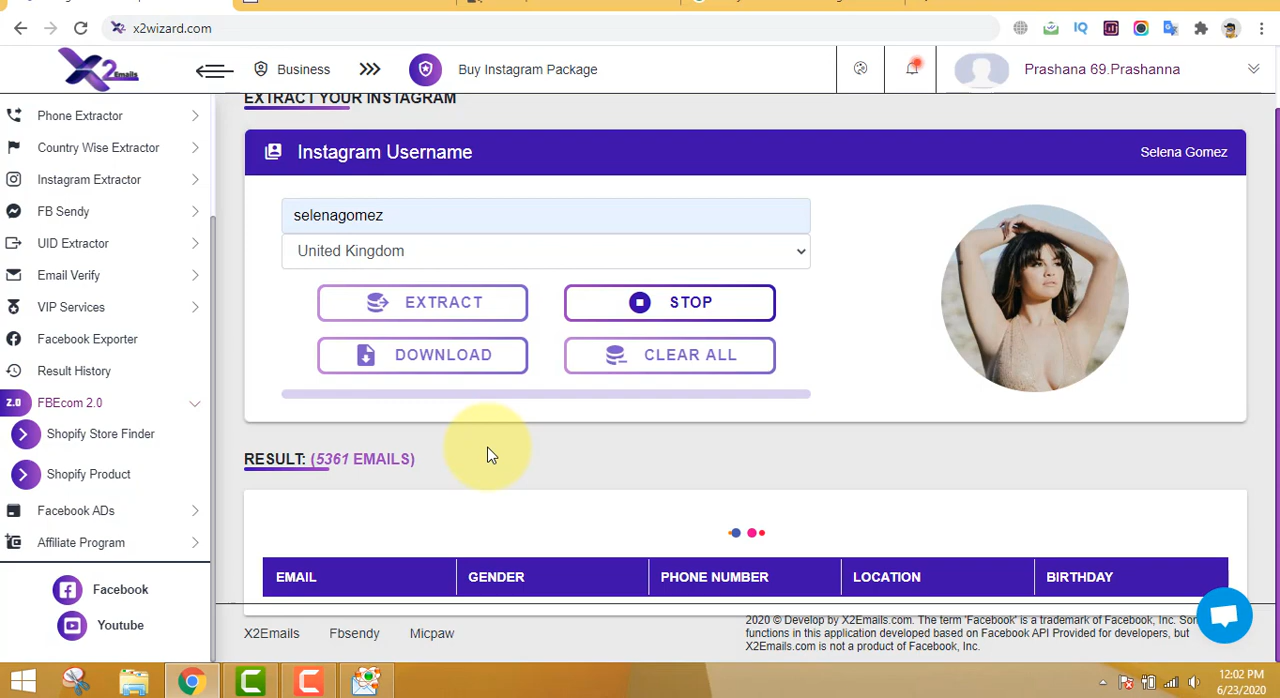 x2wizard.com
X2 Emails
Business
Buy Instagram Package
Prashana 69.Prashanna
Phone Extractor
Country Wise Extractor
Instagram Extractor
FB Sendy
UID Extractor
Email Verify
VIP Services
Facebook Exporter
Result History
2.0 FBEcom 2.0
Shopify Store Finder
Shopify Product
Facebook ADs
Affiliate Program
Facebook
Youtube
EXTRACT YOUR INSTAGRAM
Instagram Username
Selena Gomez
selenagomez
United Kingdom
EXTRACT
STOP
DOWNLOAD
CLEAR ALL
RESULT: (5361 EMAILS)
EMAIL GENDER PHONE NUMBER LOCATION BIRTHDAY
X2Emails Fbsendy Micpaw
2020 © Develop by X2Emails.com. The term 'Facebook' is a trademark of Facebook, Inc. Som
functions in this application developed based on Facebook API Provided for developers, but
X2Emails.com is not a product of Facebook, Inc.
12:02 PM
6/23/2020